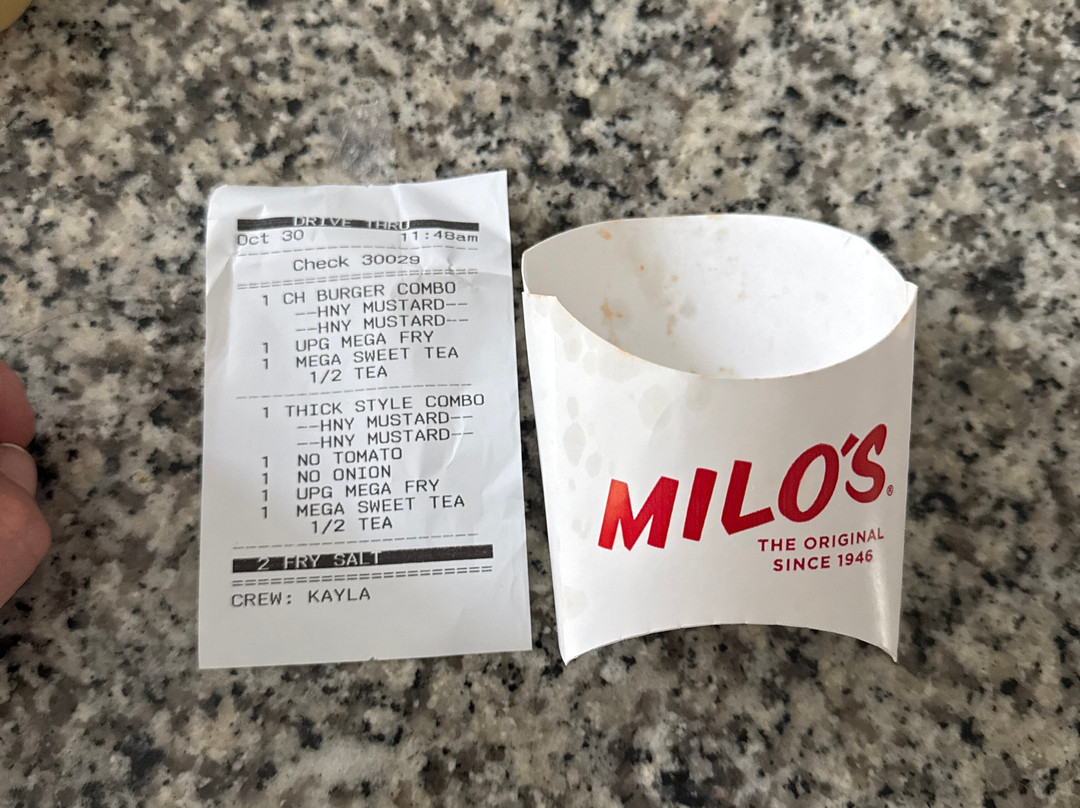 DRIVE THRU
Oct 30 11:48am
Check 30029
1 CH BURGER COMBO
--HNY MUSTARD--
--HNY MUSTARD--
1 UPG MEGA FRY
1 MEGA SWEET TEA
1/2 TEA
1 THICK STYLE COMBO
--HNY MUSTARD--
--HNY MUSTARD--
1 NO TOMATO
1 NO ONION
1 UPG MEGA FRY
1 MEGA SWEET TEA
1/2 TEA
2 FRY SALT
CREW: KAYLA
MILO'S®
THE ORIGINAL
SINCE 1946